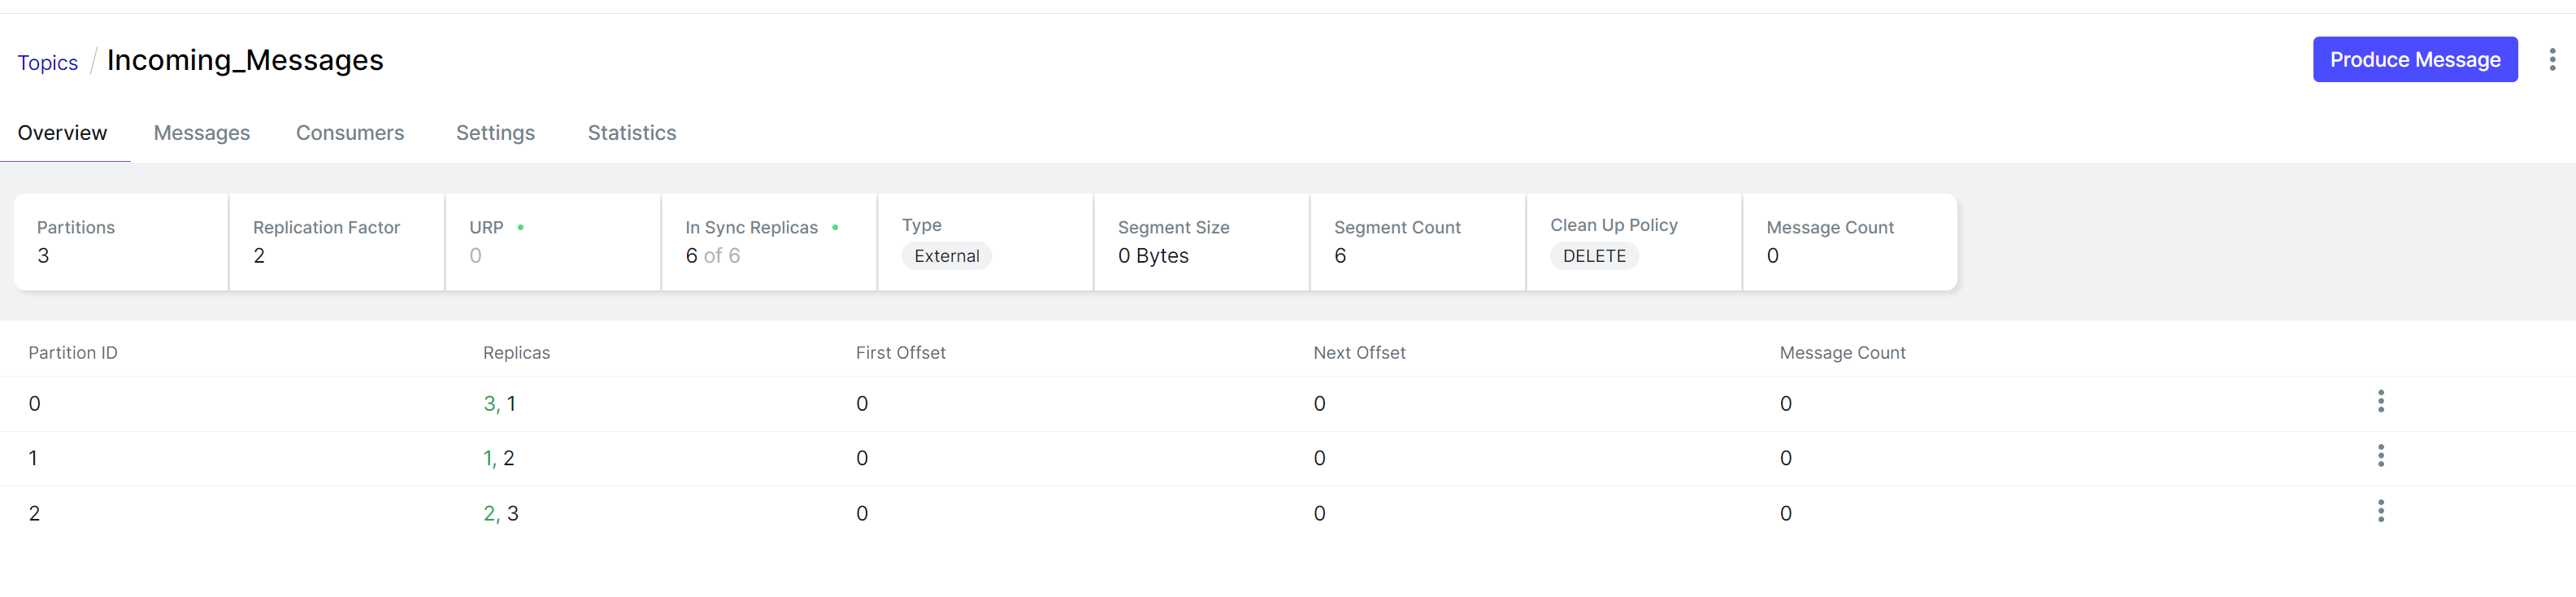 Topics / Incoming_Messages
Produce Message
Overview Messages Consumers Settings Statistics
Partitions Replication Factor URP In Sync Replicas Type Segment Size Segment Count Clean Up Policy Message Count
3 2 0 6 of 6 External 0 Bytes 6 DELETE 0
Partition ID Replicas First Offset Next Offset Message Count
0 3, 1 0 0 0
1 1, 2 0 0 0
2 2, 3 0 0 0